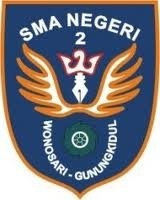 SMA NEGERI
2
WONOSARI - GUNUNGKIDUL